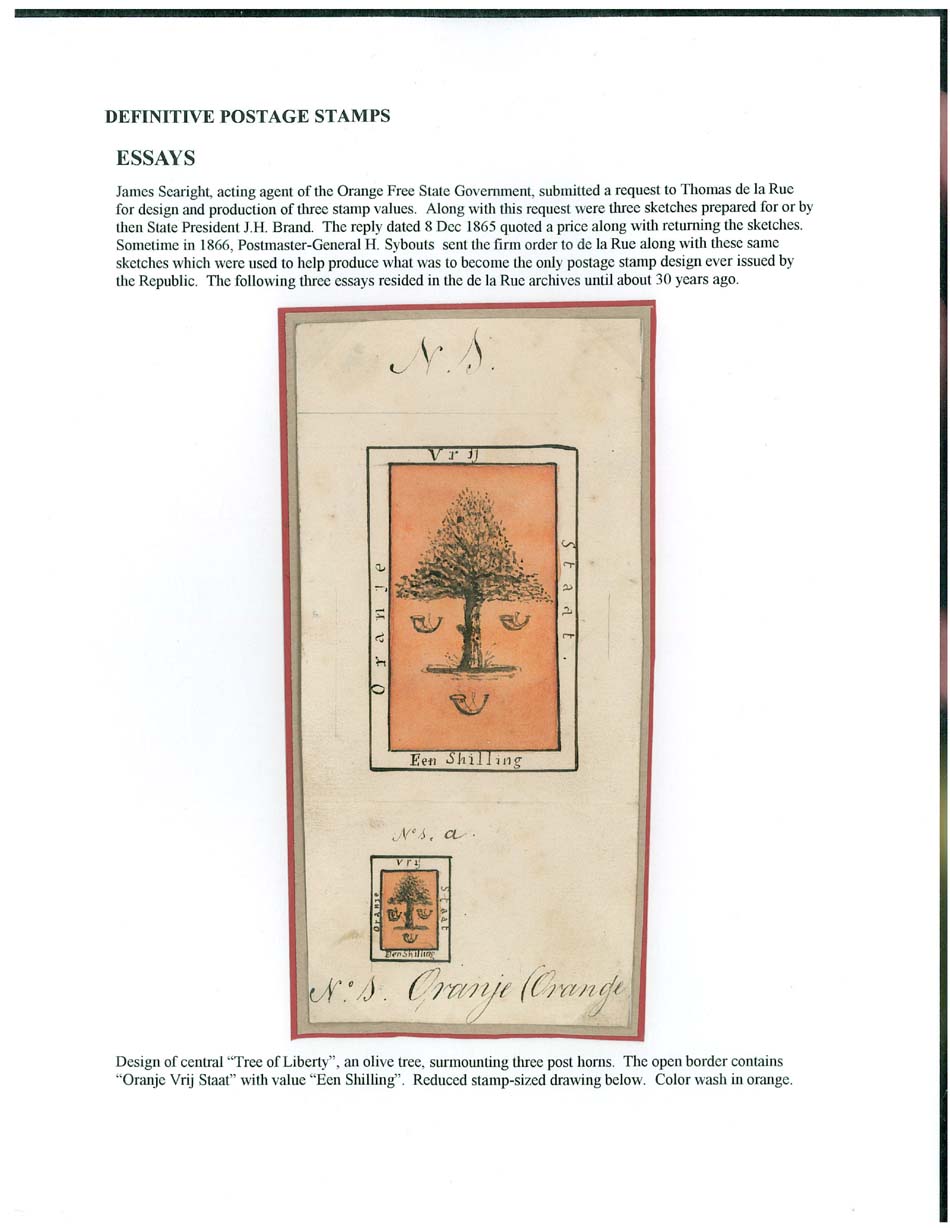 DEFINITIVE POSTAGE STAMPS
ESSAYS
James Searight, acting agent of the Orange Free State Government, submitted a request to Thomas de la Rue
for design and production of three stamp values. Along with this request were three sketches prepared for or by
then State President J.H. Brand. The reply dated 8 Dec 1865 quoted a price along with returning the sketches.
Sometime in 1866, Postmaster-General H. Sybouts sent the firm order to de la Rue along with these same
sketches which were used to help produce what was to become the only postage stamp design ever issued by
the Republic. The following three essays resided in the de la Rue archives until about 30 years ago.
N. S.
Vrij
Oranje
Staat.
Een Shilling
No S. a.
Vrij
Oranje
Staat
Een Shilling
No S. Oranje (Orange
Design of central “Tree of Liberty”, an olive tree, surmounting three post horns. The open border contains
“Oranje Vrij Staat” with value “Een Shilling”. Reduced stamp-sized drawing below. Color wash in orange.